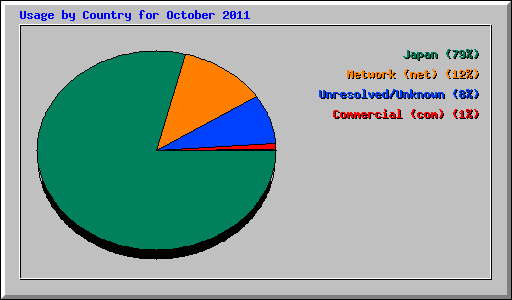 Usage by Country for October 2011
Japan (79%)
Network (net) (12%)
Unresolved/Unknown (8%)
Commercial (com) (1%)